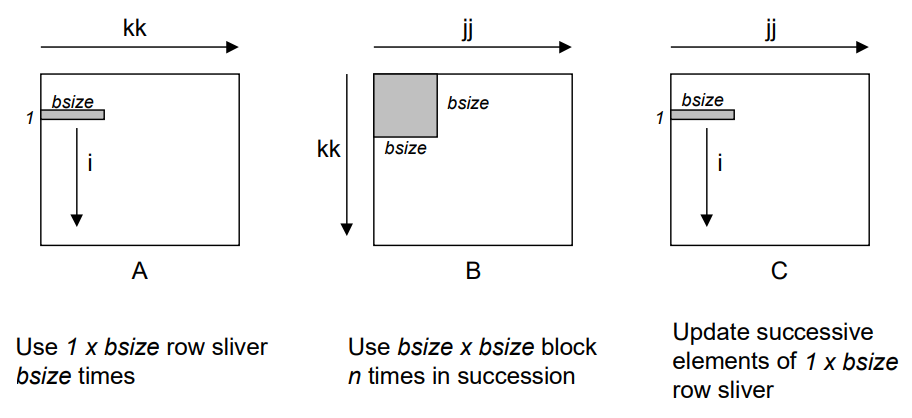 kk
bsize
1
i
A
Use 1 x bsize row sliver
bsize times
jj
bsize
bsize
kk
B
Use bsize x bsize block
n times in succession
jj
bsize
1
i
C
Update successive
elements of 1 x bsize
row sliver